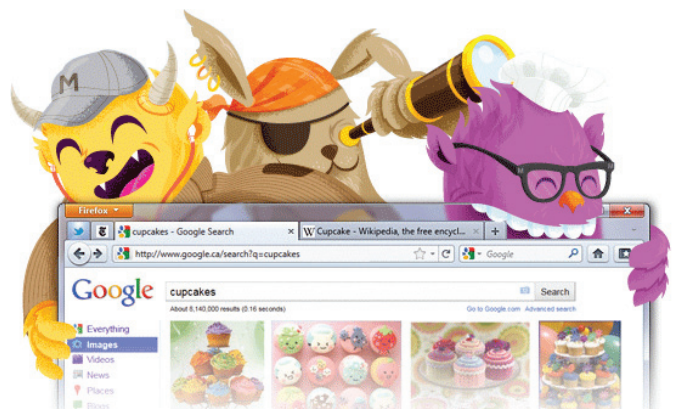 M
M
Firefox
cupcakes - Google Search
W Cupcake - Wikipedia, the free encycl...
http://www.google.ca/search?q=cupcakes
Google
Google
cupcakes
Search
About 8,140,000 results (0.16 seconds)
Go to Google.com Advanced search
Everything
Images
Videos
News
Places
Blogs